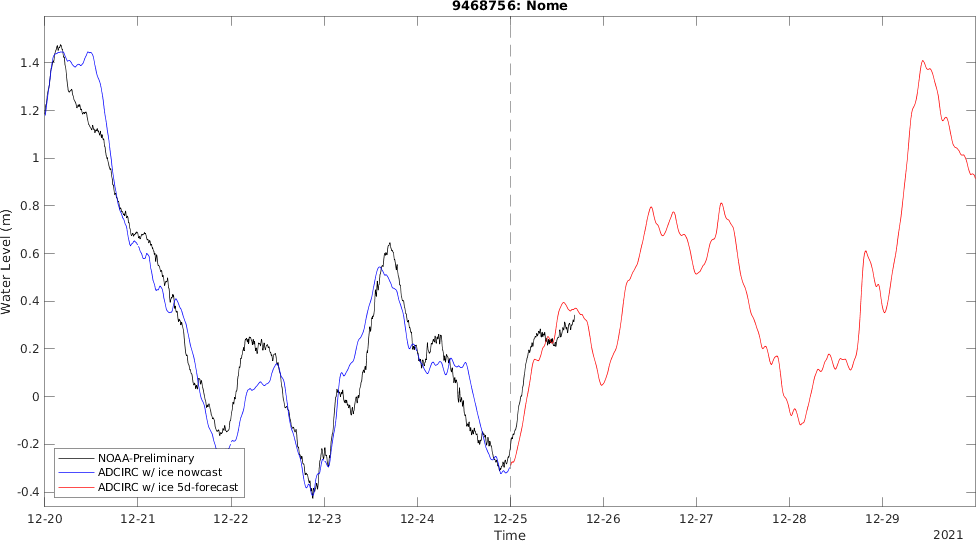 9468756: Nome
Water Level (m)
1.4
1.2
1
0.8
0.6
0.4
0.2
0
-0.2
-0.4
NOAA-Preliminary
ADCIRC w/ ice nowcast
ADCIRC w/ ice 5d-forecast
12-20 12-21 12-22 12-23 12-24 12-25 12-26 12-27 12-28 12-29
Time
2021